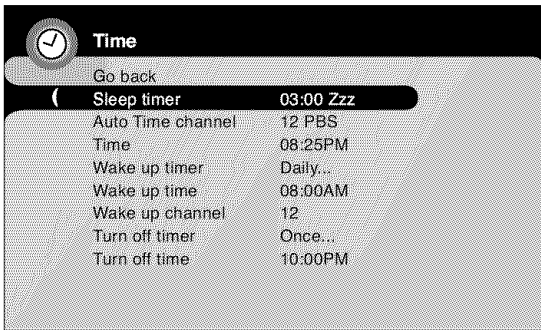 Time
Go back
Sleep timer 03:00 Zzz
Auto Time channel 12 PBS
Time 08:25PM
Wake up timer Daily...
Wake up time 08:00AM
Wake up channel 12
Turn off timer Once...
Turn off time 10:00PM